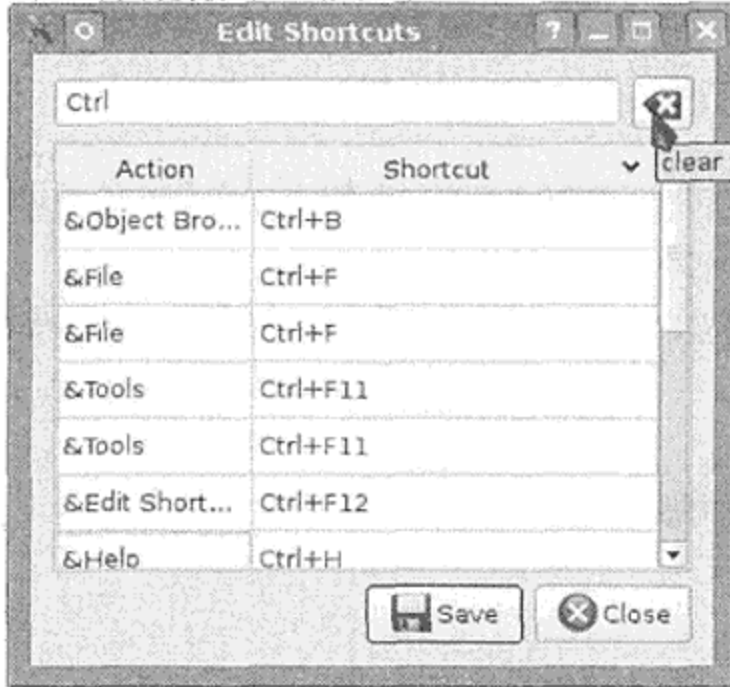 Edit Shortcuts ?
Ctrl
clear
Action Shortcut
&Object Bro... Ctrl+B
&File Ctrl+F
&File Ctrl+F
&Tools Ctrl+F11
&Tools Ctrl+F11
&Edit Short... Ctrl+F12
&Help Ctrl+H
Save Close